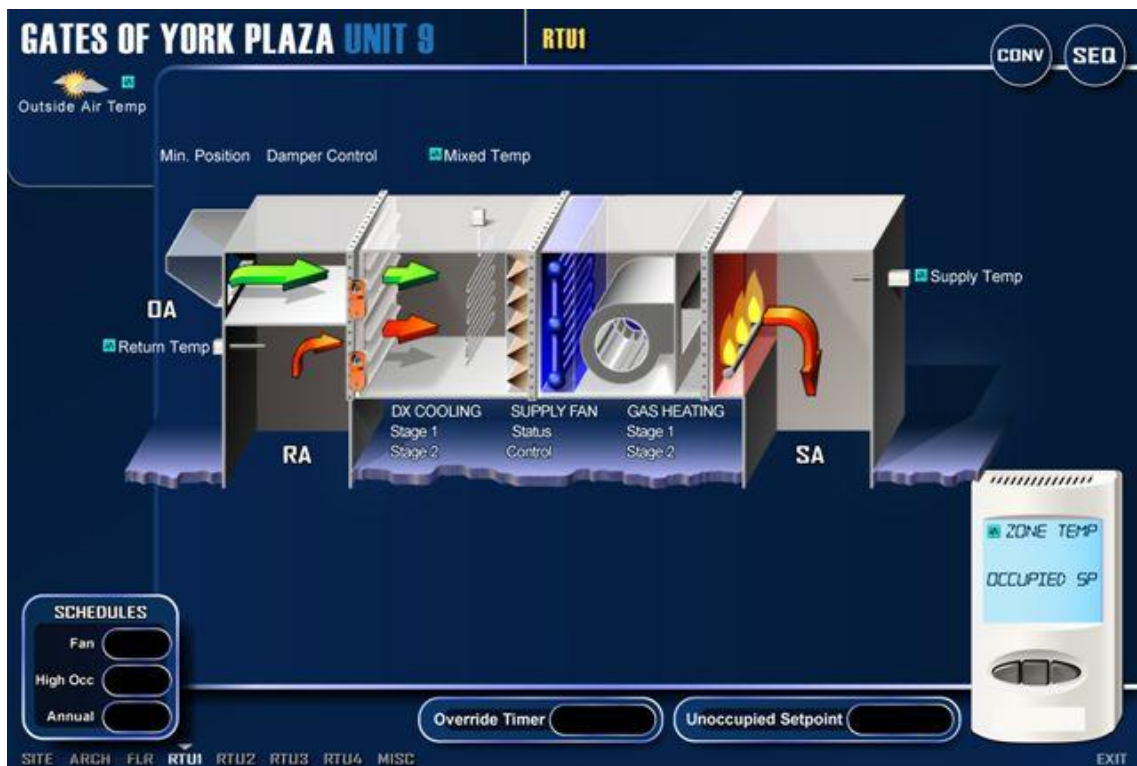 GATES OF YORK PLAZA UNIT 9
RTU1
CONV
SEQ
Outside Air Temp
Min. Position
Damper Control
Mixed Temp
OA
Supply Temp
Return Temp
DX COOLING
Stage 1
Stage 2
SUPPLY FAN
Status
Control
GAS HEATING
Stage 1
Stage 2
RA
SA
ZONE TEMP
OCCUPIED SP
SCHEDULES
Fan
High Occ
Annual
Override Timer
Unoccupied Setpoint
SITE ARCH FLR RTU1 RTU2 RTU3 RTU4 MISC
EXIT